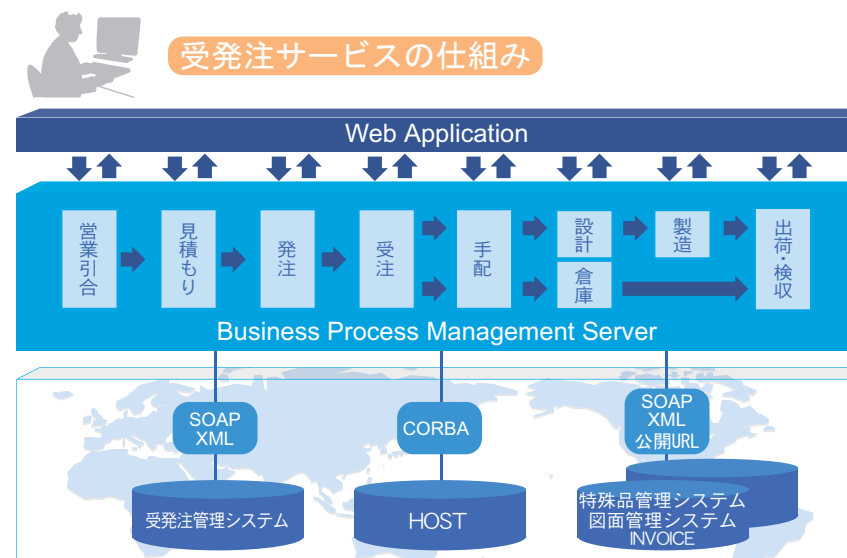 受発注サービスの仕組み
Web Application
営業引合
見積もり
発注
受注
手配
設計
倉庫
製造
出荷・検収
Business Process Management Server
SOAP
XML
CORBA
SOAP
XML
公開URL
受発注管理システム
HOST
特殊品管理システム
図面管理システム
INVOICE